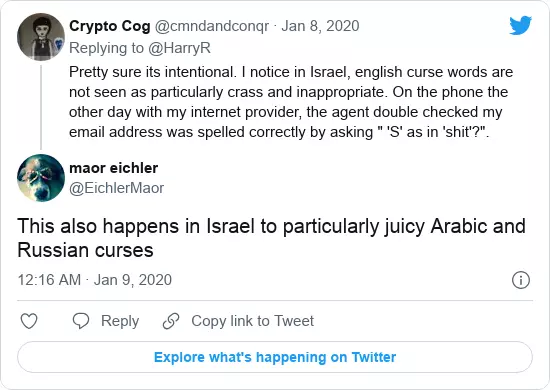 Crypto Cog @cmndandconqr · Jan 8, 2020
Replying to @HarryR
Pretty sure its intentional. I notice in Israel, english curse words are
not seen as particularly crass and inappropriate. On the phone the
other day with my internet provider, the agent double checked my
email address was spelled correctly by asking " 'S' as in 'shit'?".
maor eichler
@EichlerMaor
This also happens in Israel to particularly juicy Arabic and
Russian curses
12:16 AM · Jan 9, 2020
Reply
Copy link to Tweet
Explore what's happening on Twitter